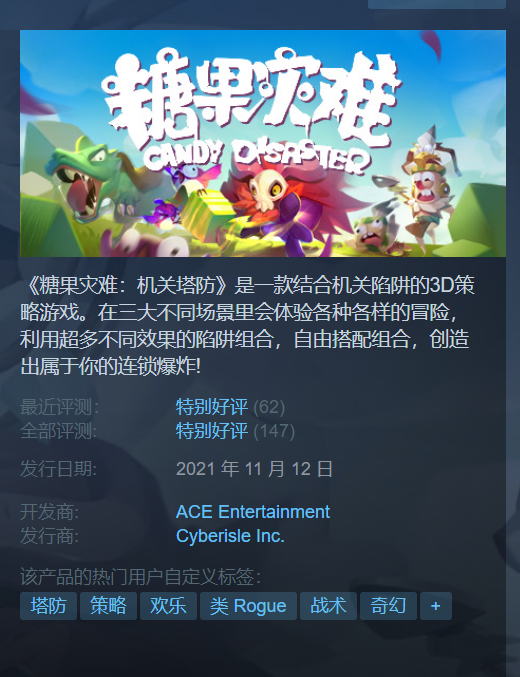 糖果灾难
CANDY DISASTER
《糖果灾难：机关塔防》是一款结合机关陷阱的3D策
略游戏。在三大不同场景里会体验各种各样的冒险，
利用超多不同效果的陷阱组合，自由搭配组合，创造
出属于你的连锁爆炸!
最近评测: 特别好评 (62)
全部评测: 特别好评 (147)
发行日期: 2021 年 11 月 12 日
开发商: ACE Entertainment
发行商: Cyberisle Inc.
该产品的热门用户自定义标签:
塔防 策略 欢乐 类 Rogue 战术 奇幻 +